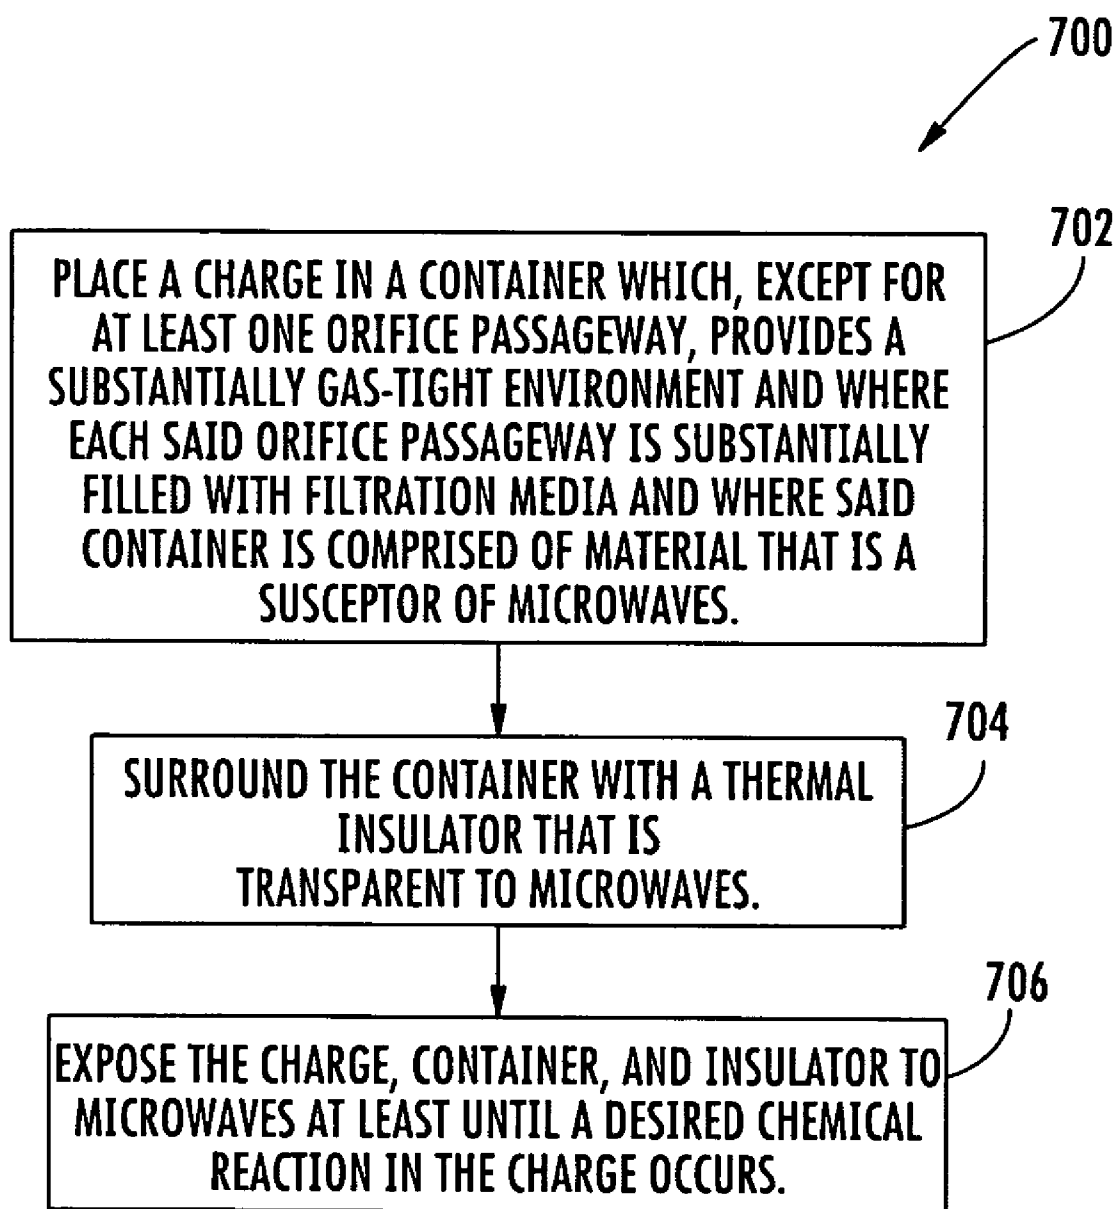 700
702
PLACE A CHARGE IN A CONTAINER WHICH, EXCEPT FOR
AT LEAST ONE ORIFICE PASSAGEWAY, PROVIDES A
SUBSTANTIALLY GAS-TIGHT ENVIRONMENT AND WHERE
EACH SAID ORIFICE PASSAGEWAY IS SUBSTANTIALLY
FILLED WITH FILTRATION MEDIA AND WHERE SAID
CONTAINER IS COMPRISED OF MATERIAL THAT IS A
SUSCEPTOR OF MICROWAVES.
704
SURROUND THE CONTAINER WITH A THERMAL
INSULATOR THAT IS
TRANSPARENT TO MICROWAVES.
706
EXPOSE THE CHARGE, CONTAINER, AND INSULATOR TO
MICROWAVES AT LEAST UNTIL A DESIRED CHEMICAL
REACTION IN THE CHARGE OCCURS.